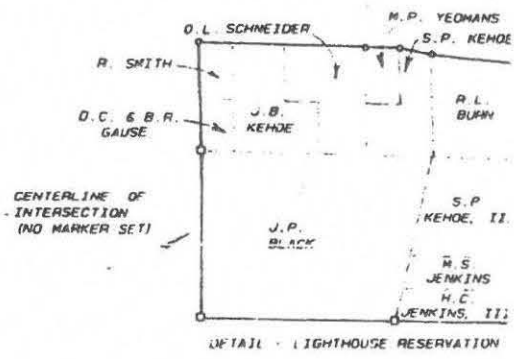 M.P. YEOMANS
O.L. SCHNEIDER
S.P. KEHOE
R. SMITH
O.C. & B.R.
GAUSE
J.B.
KEHOE
R.L.
BURN
CENTERLINE OF
INTERSECTION
(NO MARKER SET)
J.P.
BLACK
S.P
KEHOE, II
M.S.
JENKINS
H.C.
JENKINS, III
DETAIL - LIGHTHOUSE RESERVATION